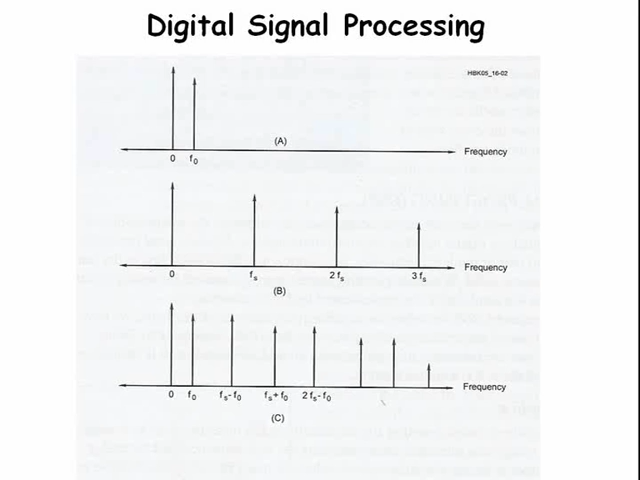 Digital Signal Processing
HBK05_16-02
(A)
Frequency
0 f₀
Frequency
0 fₛ 2 fₛ 3 fₛ
(B)
Frequency
0 f₀ fₛ-f₀ fₛ+f₀ 2 fₛ-f₀
(C)